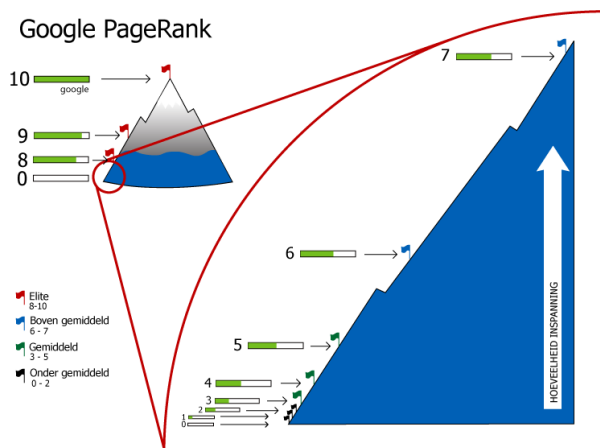 Google PageRank
10
google
9
8
0
7
6
5
4
3
2
1
0
Elite
8-10
Boven gemiddeld
6 - 7
Gemiddeld
3 - 5
Onder gemiddeld
0 - 2
HOEVEELHEID INSPANNING